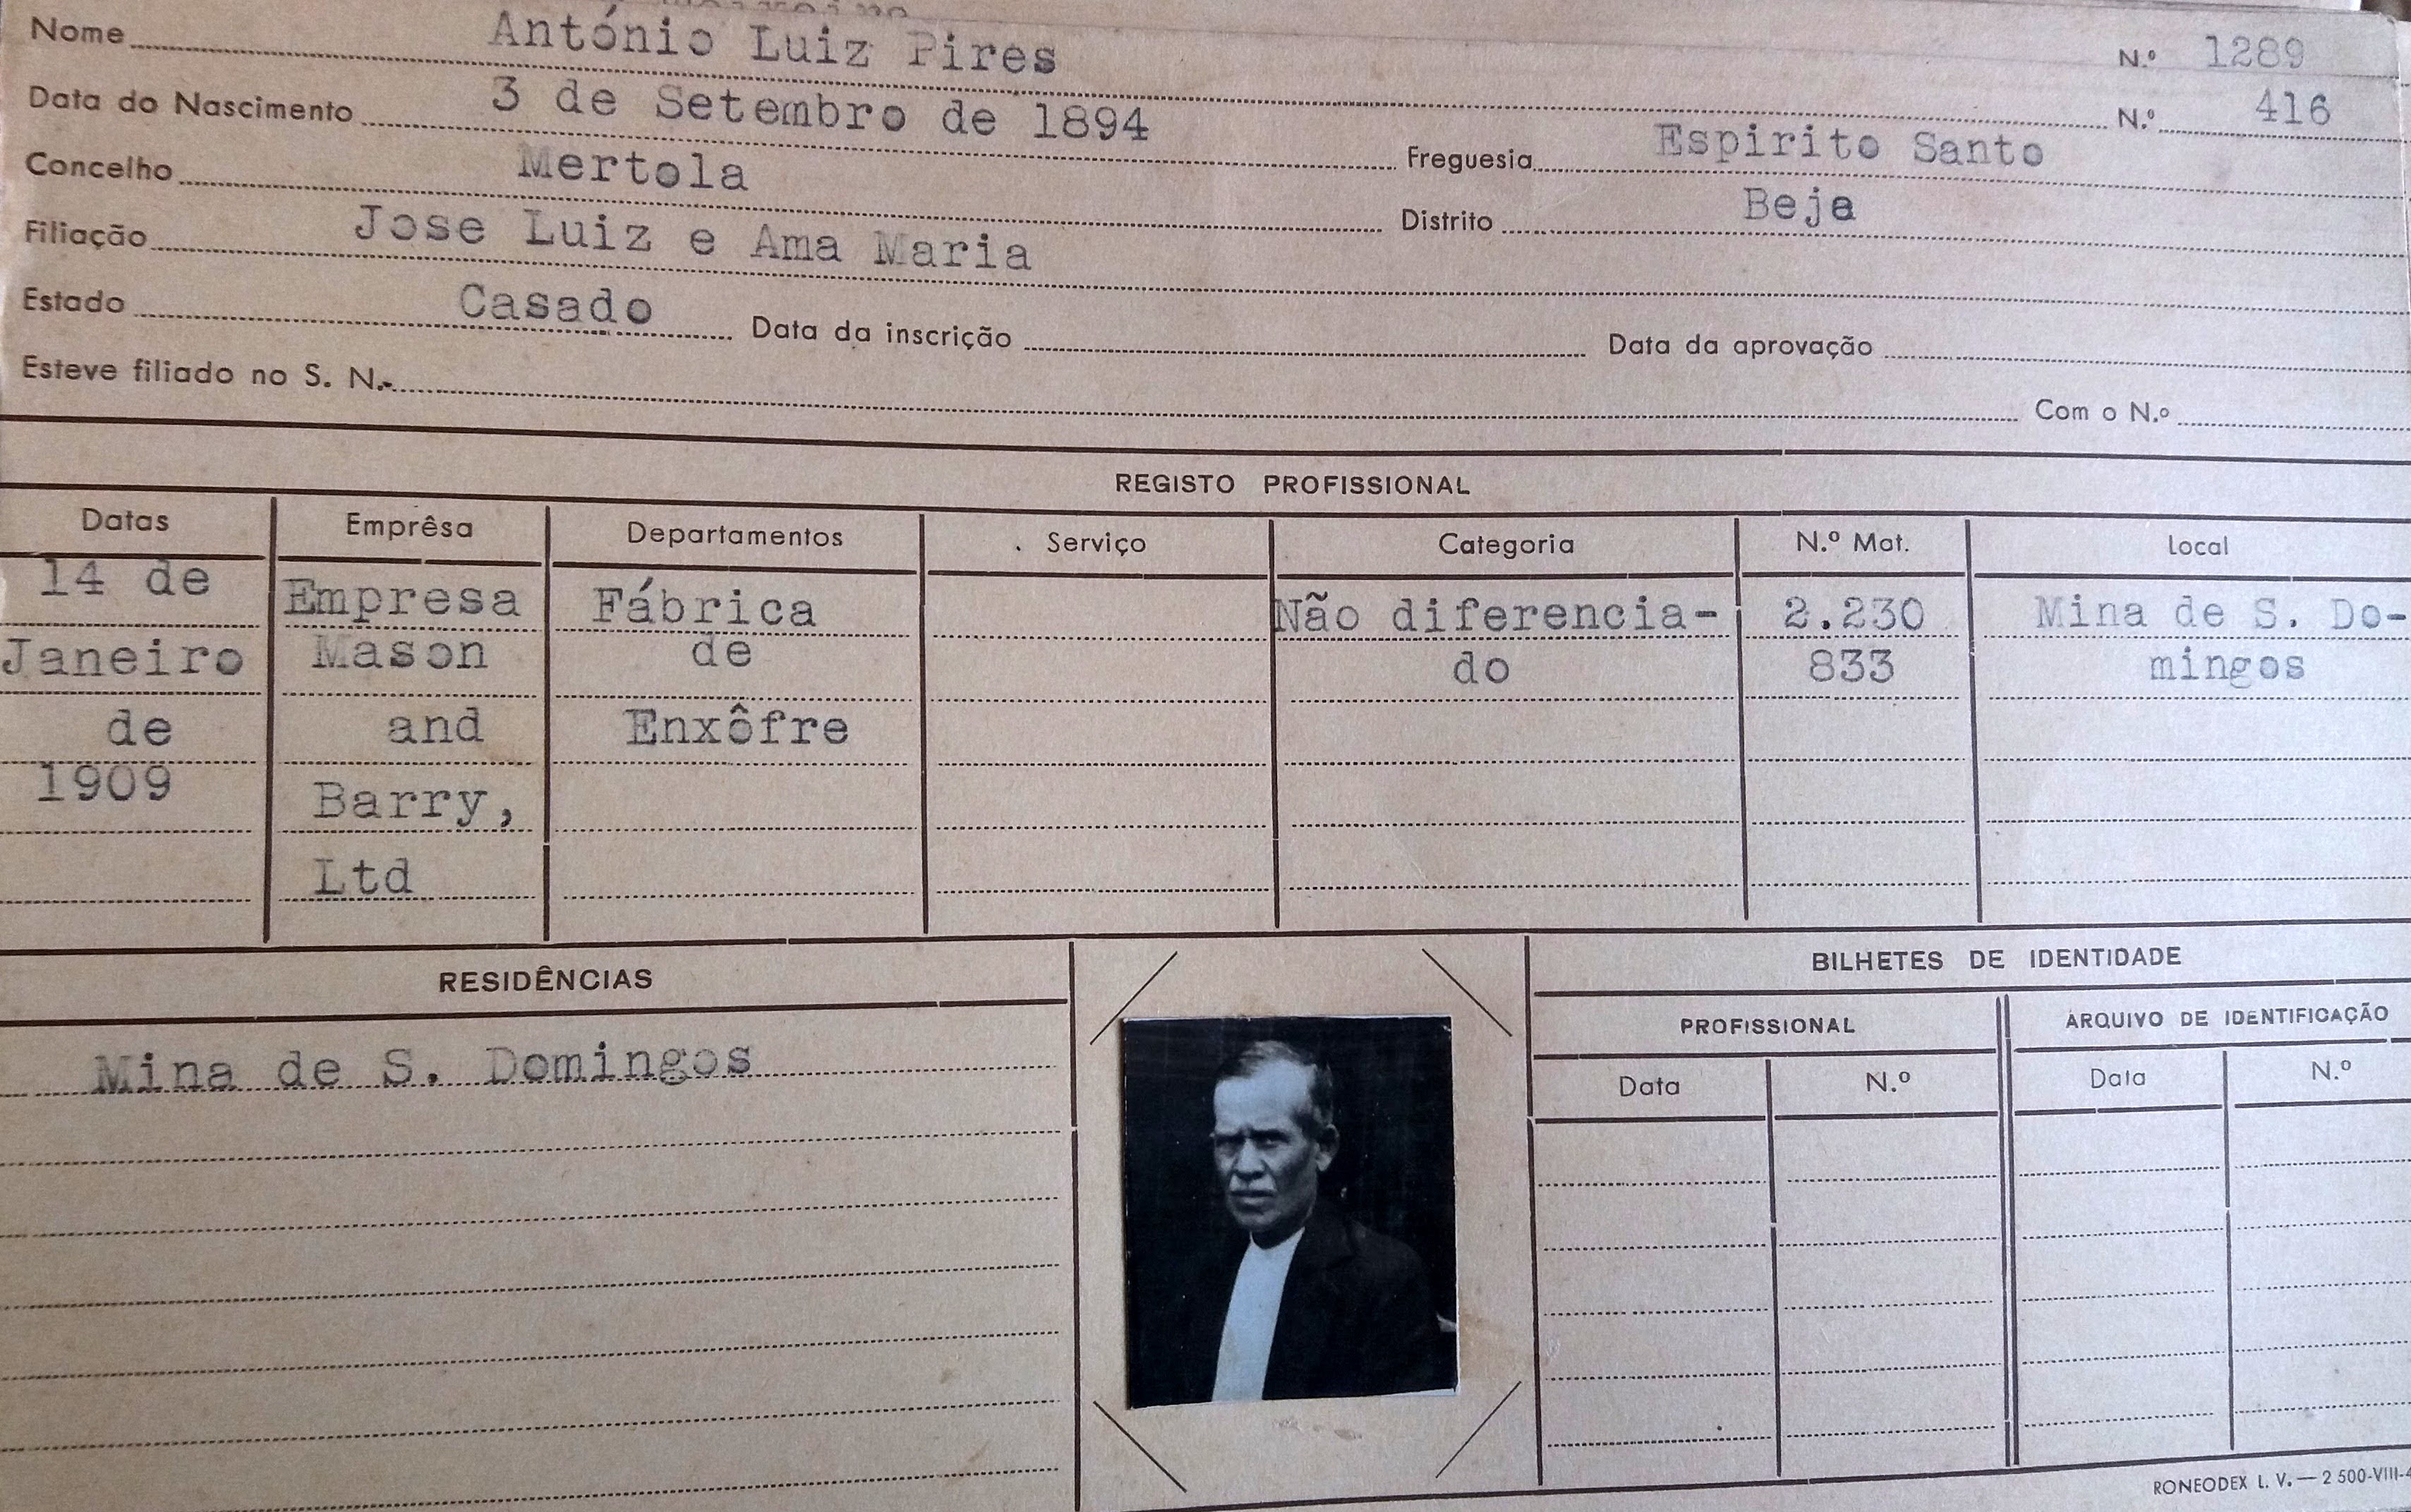 Nome António Luiz Pires N.º 1289
Data do Nascimento 3 de Setembro de 1894 N.º 416
Concelho Mertola Freguesia Espirito Santo
Filiação Jose Luiz e Ama Maria Distrito Beja
Estado Casado Data da inscrição Data da aprovação
Esteve filiado no S. N. Com o N.º
REGISTO PROFISSIONAL
Datas Emprêsa Departamentos Serviço Categoria N.º Mat. Local
14 de Empresa Fábrica Não diferencia- 2.230 Mina de S. Do-
Janeiro Mason de do 833 mingos
de and Enxôfre
1909 Barry,
Ltd
RESIDÊNCIAS
Mina de S. Domingos
BILHETES DE IDENTIDADE
PROFISSIONAL ARQUIVO DE IDENTIFICAÇÃO
Data N.º Data N.º
RONEODEX L. V. — 2 500-VIII-4